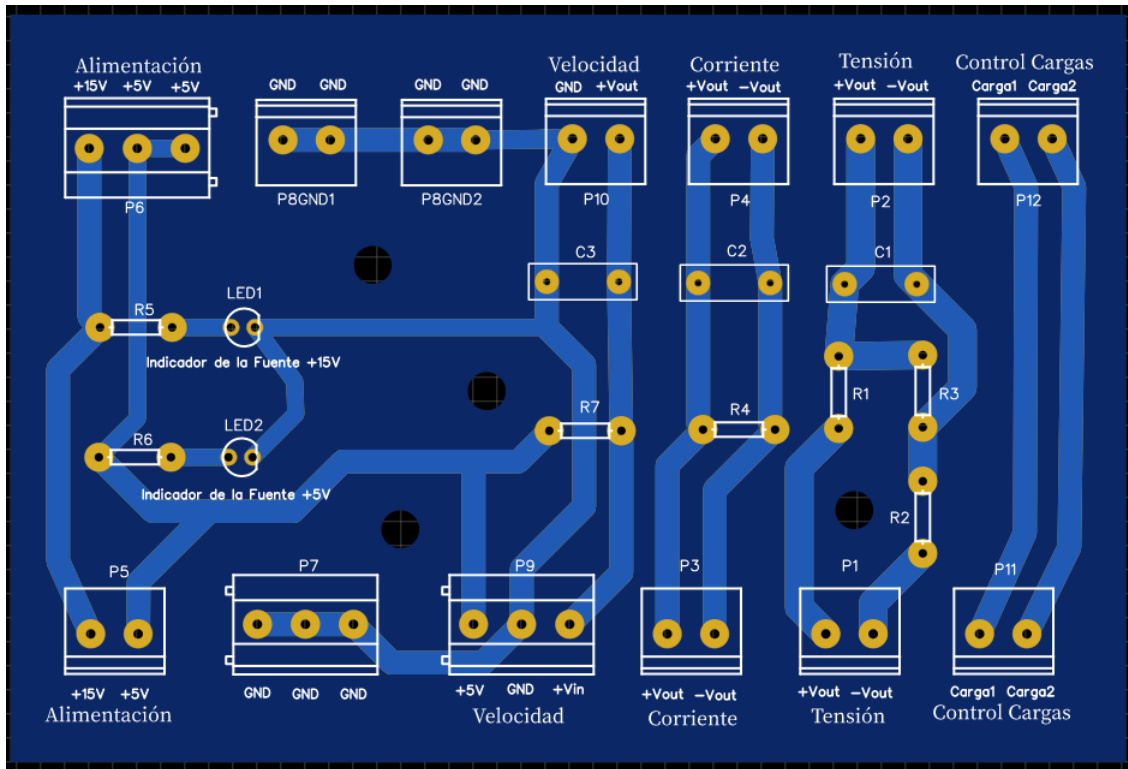 Alimentación
+15V +5V +5V
P6
GND GND
P8GND1
GND GND
P8GND2
Velocidad
GND +Vout
P10
Corriente
+Vout -Vout
P4
Tensión
+Vout -Vout
P2
Control Cargas
Carga1 Carga2
P12
C3
C2
C1
LED1
R5
Indicador de la Fuente +15V
R1
R3
R7
R4
LED2
R6
Indicador de la Fuente +5V
R2
P5
P7
P9
P3
P1
P11
+15V +5V
Alimentación
GND GND GND
+5V GND +Vin
Velocidad
+Vout -Vout
Corriente
+Vout -Vout
Tensión
Carga1 Carga2
Control Cargas